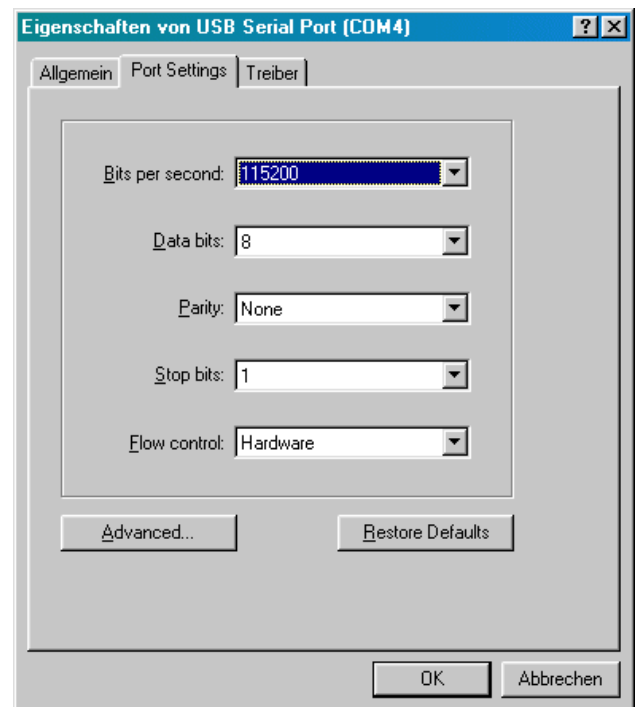 Eigenschaften von USB Serial Port (COM4)
Allgemein Port Settings Treiber
Bits per second: 115200
Data bits: 8
Parity: None
Stop bits: 1
Flow control: Hardware
Advanced... Restore Defaults
OK Abbrechen